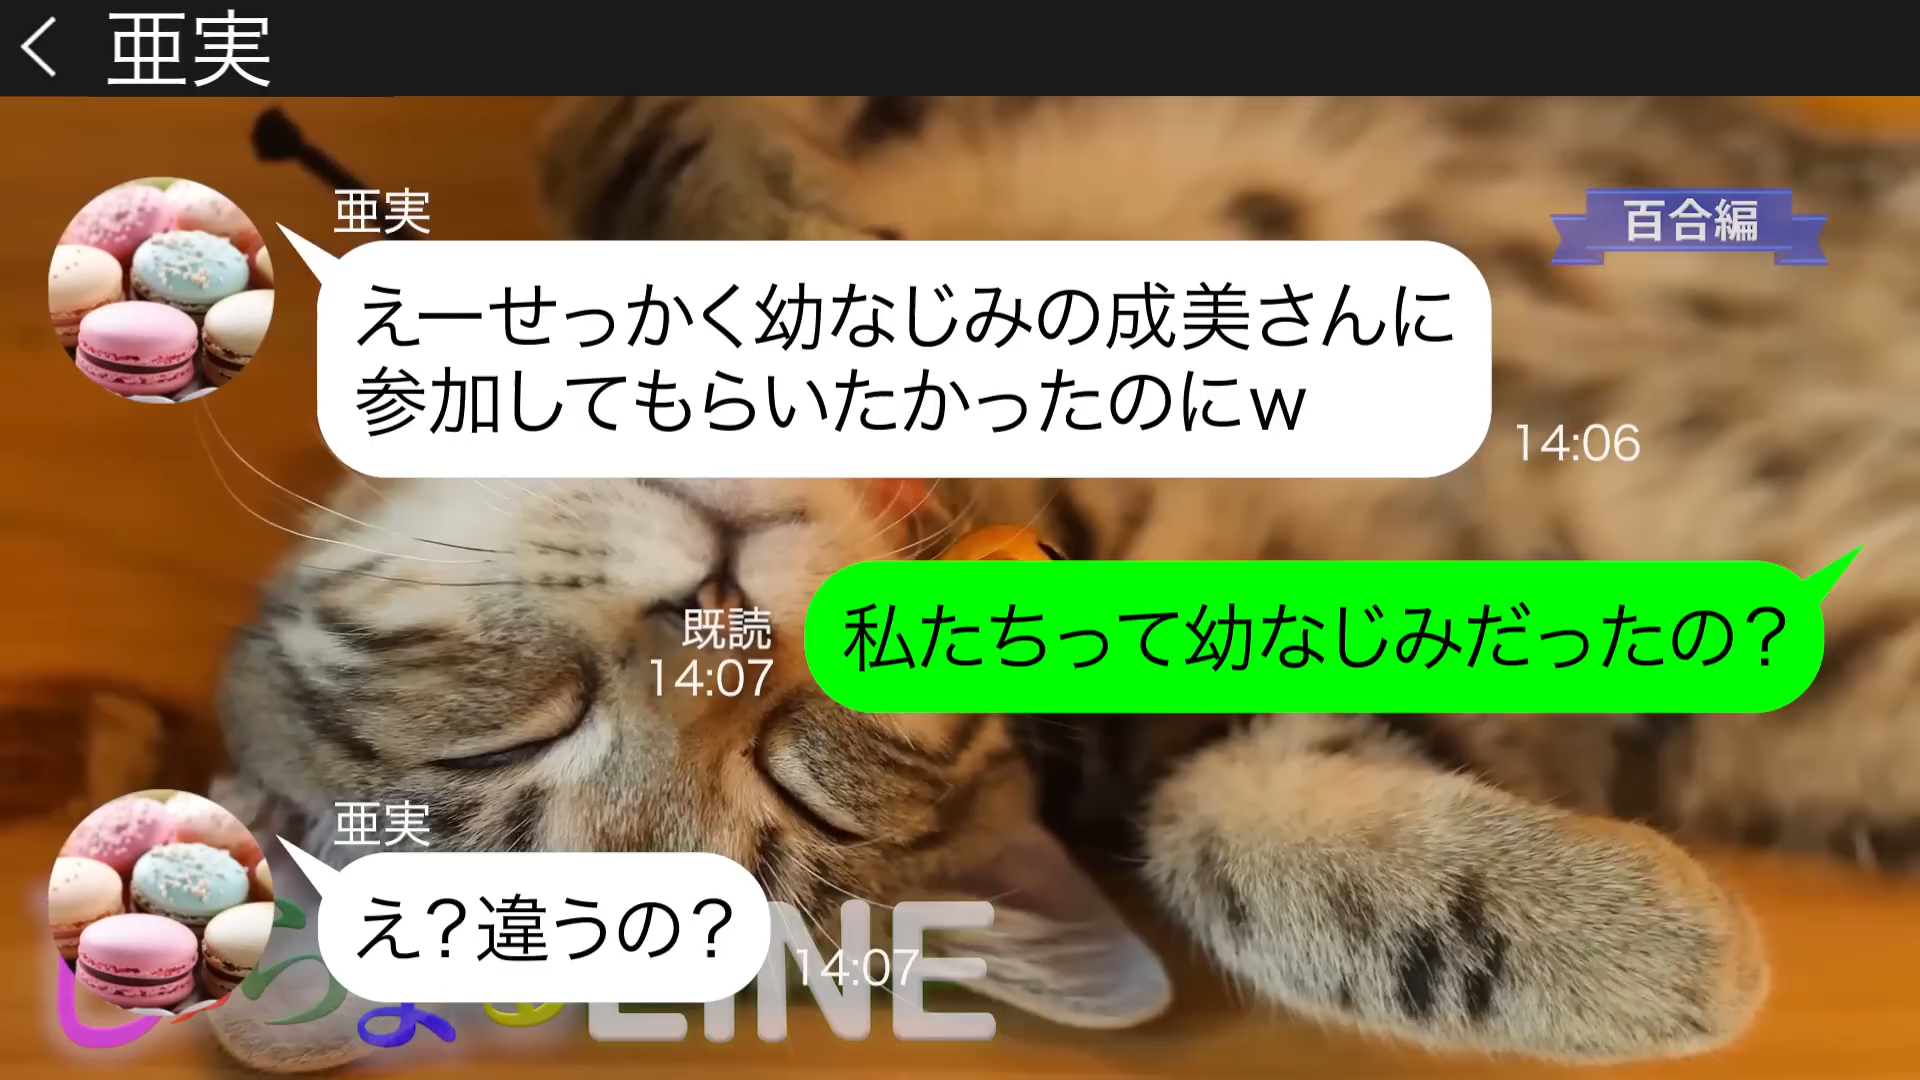 亜実
亜実
百合編
えーせっかく幼なじみの成美さんに
参加してもらいたかったのにw
14:06
私たちって幼なじみだったの?
既読
14:07
亜実
え?違うの?
14:07
LINE